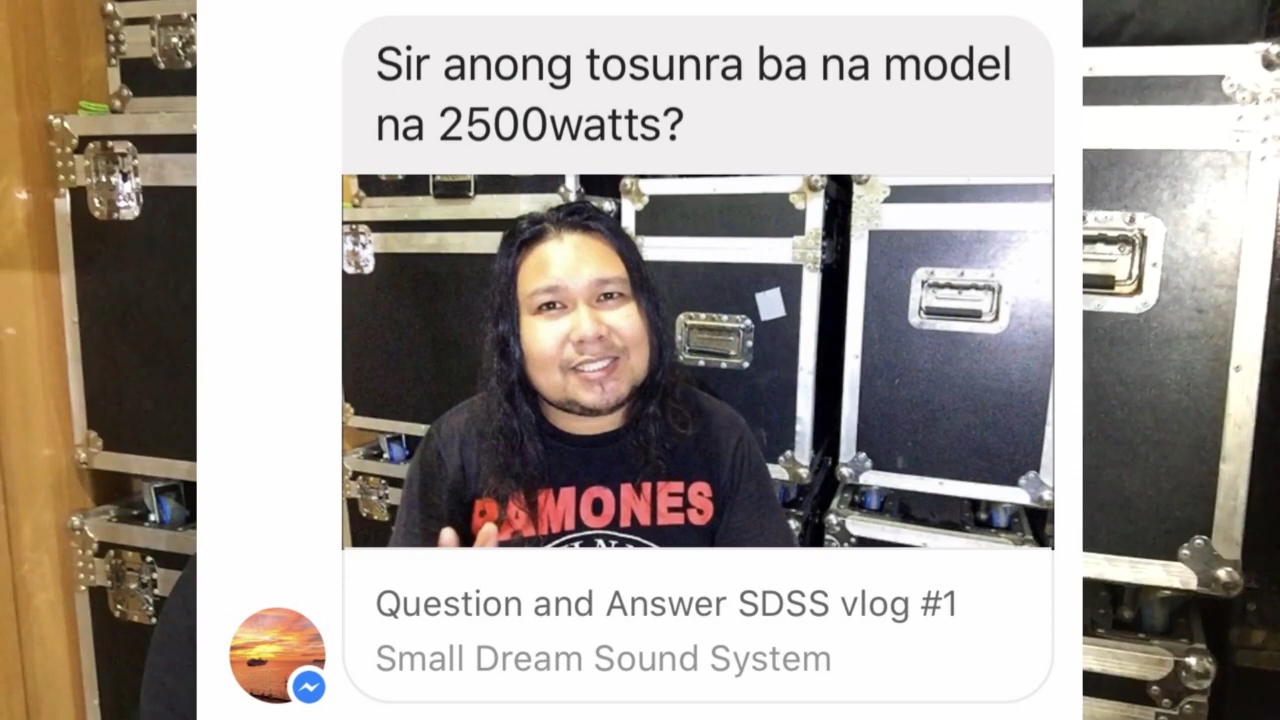 Sir anong tosunra ba na model
na 2500watts?
RAMONES
Question and Answer SDSS vlog #1
Small Dream Sound System